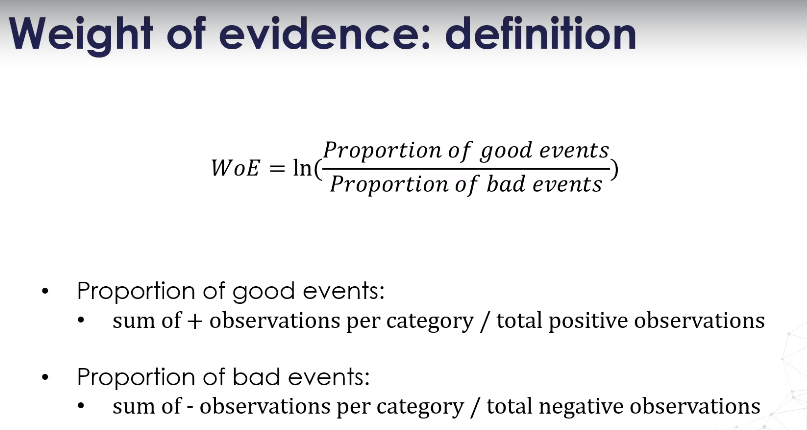 Weight of evidence: definition
WoE = ln(Proportion of good events / Proportion of bad events)
• Proportion of good events:
• sum of + observations per category / total positive observations
• Proportion of bad events:
• sum of - observations per category / total negative observations